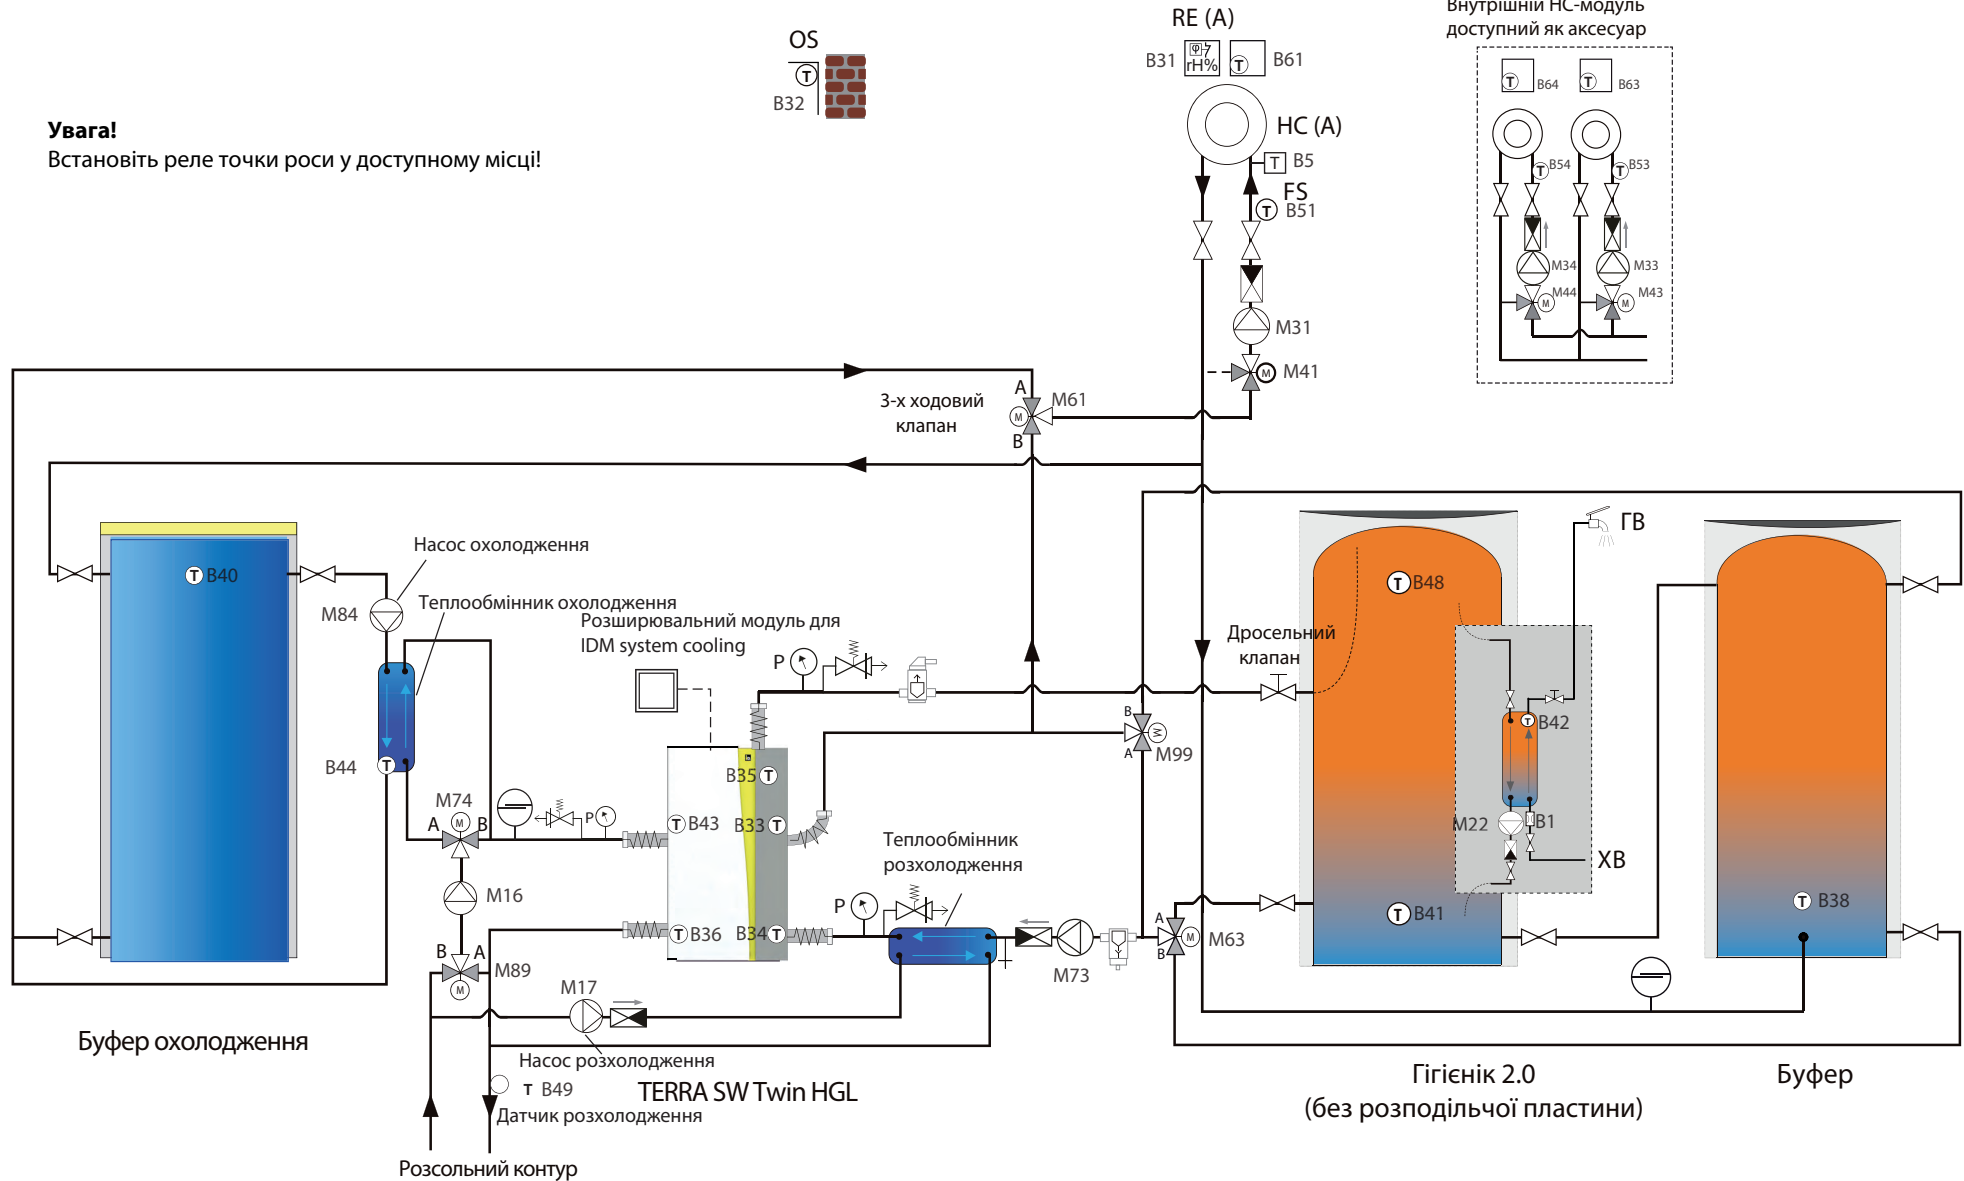 RE (A)
Внутрішній НС-модуль
доступний як аксесуар
OS
B31
rH%
T
B61
T
B64
T
B63
T
B32
Увага!
Встановіть реле точки роси у доступному місці!
HC (A)
T
B5
T
B54
T
B53
FS
T
B51
M34
M33
M31
M
M44
M
M43
M
M41
A
M61
3-х ходовий
клапан
M
B
ГВ
Насос охолодження
T
B40
T
B48
M84
Теплообмінник охолодження
Розширювальний модуль для
IDM system cooling
Дросельний
клапан
P
B
M
M99
A
T
B42
B44
T
B35
T
M74
A
M
B
P
T
B43
B33
T
M22
B1
Теплообмінник
розхолодження
ХВ
M16
P
T
B38
T
B41
A
M
M63
B
T
B36
B34
T
B
A
M89
M
M73
M17
Буфер охолодження
Насос розхолодження
T
B49
TERRA SW Twin HGL
Датчик розхолодження
Гігієнік 2.0
(без розподільчої пластини)
Буфер
Розсольний контур